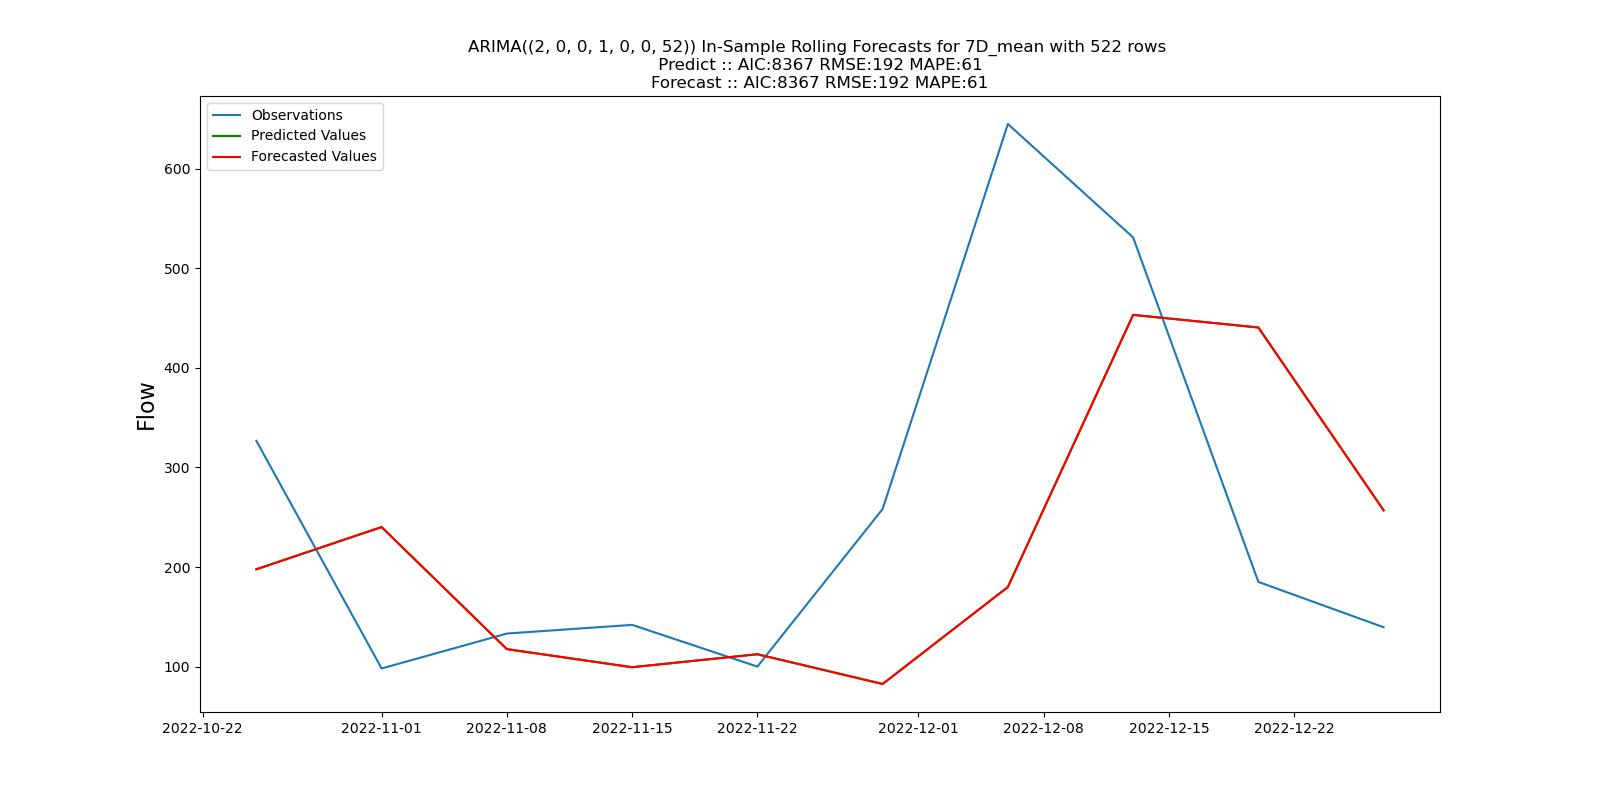 ARIMA((2, 0, 0, 1, 0, 0, 52)) In-Sample Rolling Forecasts for 7D_mean with 522 rows
Predict :: AIC:8367 RMSE:192 MAPE:61
Forecast :: AIC:8367 RMSE:192 MAPE:61
Observations
Predicted Values
Forecasted Values
600
500
400
300
200
100
Flow
2022-10-22 2022-11-01 2022-11-08 2022-11-15 2022-11-22 2022-12-01 2022-12-08 2022-12-15 2022-12-22